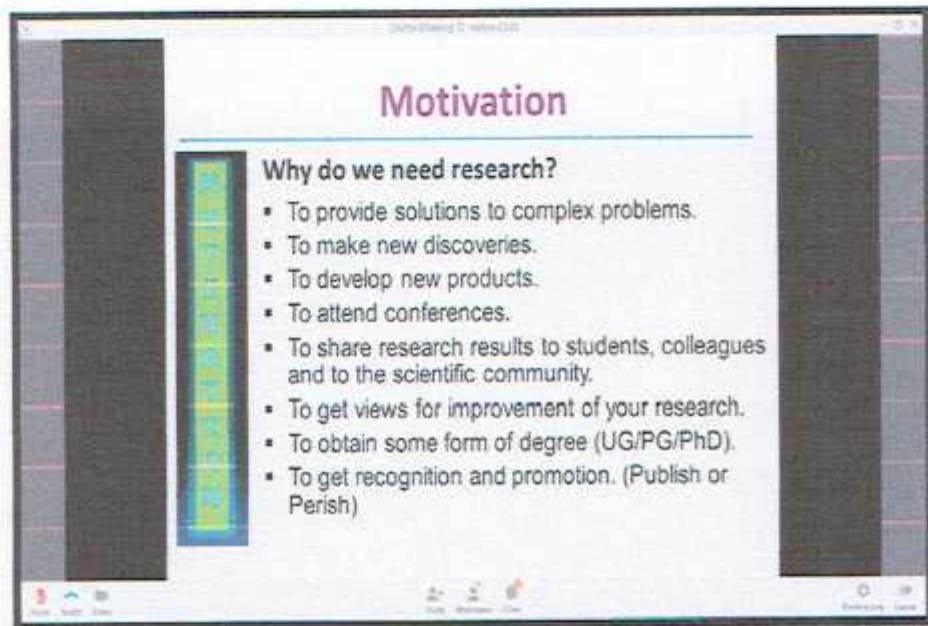 Motivation
Why do we need research?
▪ To provide solutions to complex problems.
▪ To make new discoveries.
▪ To develop new products.
▪ To attend conferences.
▪ To share research results to students, colleagues
and to the scientific community.
▪ To get views for improvement of your research.
▪ To obtain some form of degree (UG/PG/PhD).
▪ To get recognition and promotion. (Publish or
Perish)